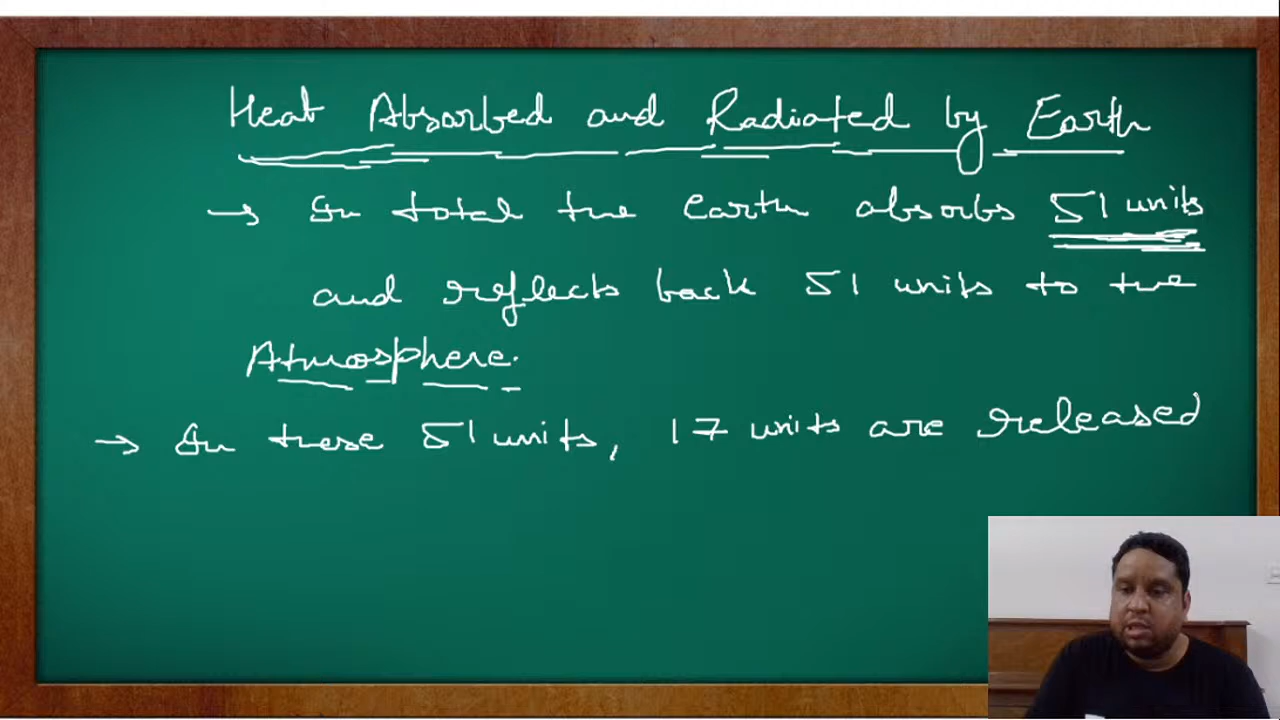 Heat Absorbed and Radiated by Earth
→ In total the earth absorbs 51 units
and reflects back 51 units to the
Atmosphere.
→ In these 51 units, 17 units are released